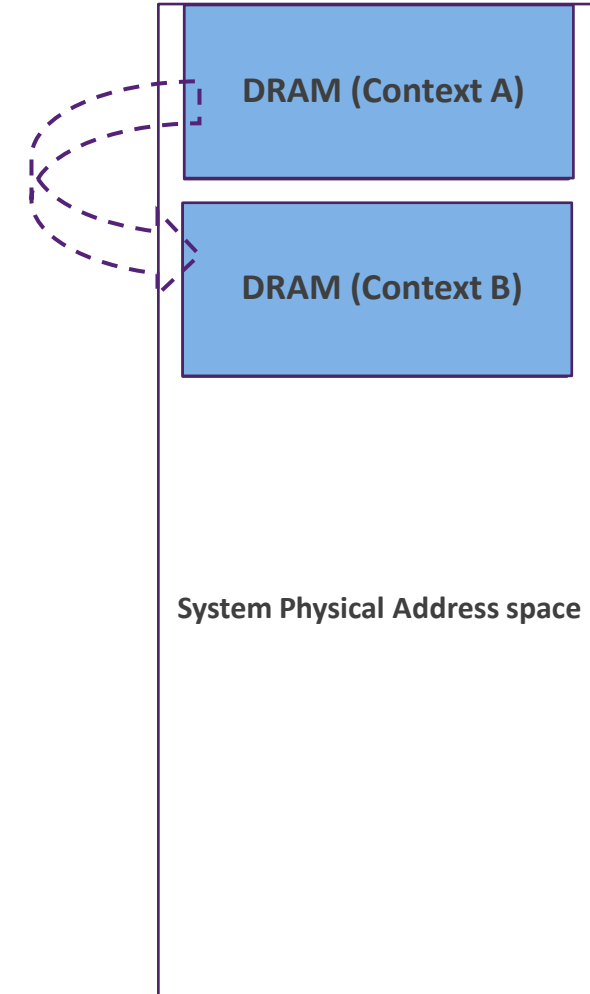 DRAM (Context A)
DRAM (Context B)
System Physical Address space